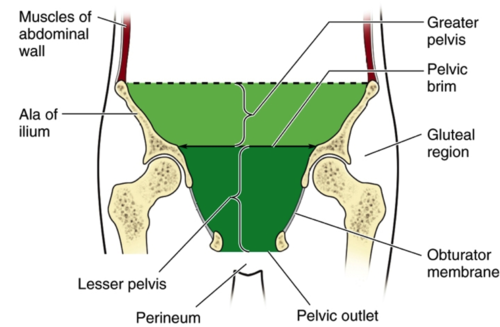 Muscles of
abdominal
wall
Greater
pelvis
Pelvic
brim
Ala of
ilium
Gluteal
region
Obturator
membrane
Lesser pelvis
Perineum
Pelvic outlet